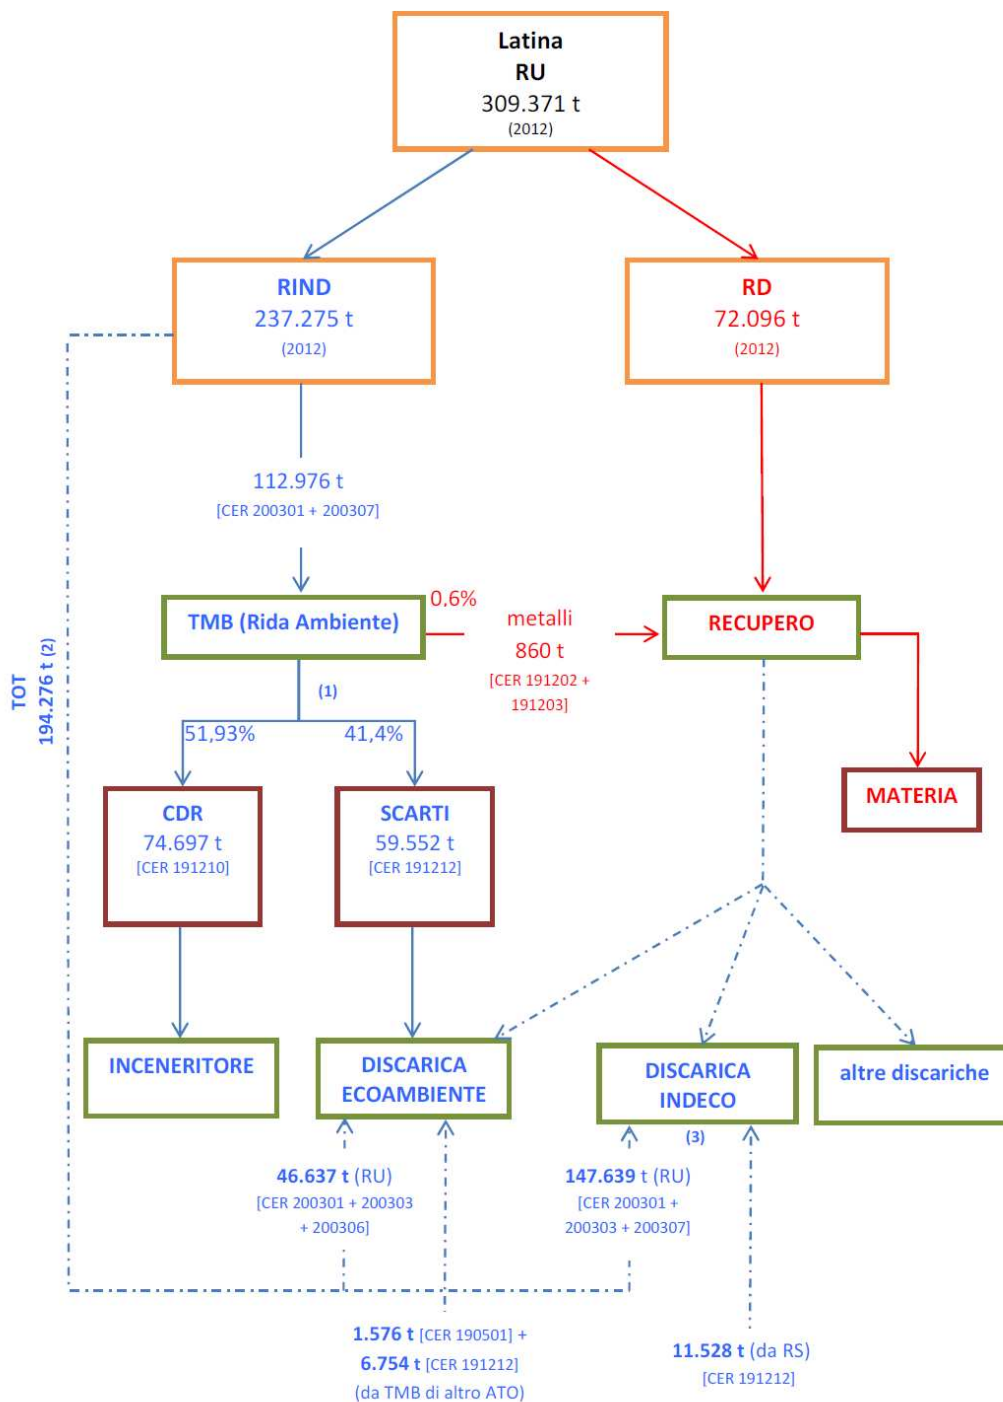 Latina
RU
309.371 t
(2012)
RIND
237.275 t
(2012)
RD
72.096 t
(2012)
112.976 t
[CER 200301 + 200307]
TMB (Rida Ambiente)
0,6%
metalli
860 t
[CER 191202 +
191203]
RECUPERO
TOT
194.276 t (2)
(1)
51,93%
41,4%
CDR
74.697 t
[CER 191210]
SCARTI
59.552 t
[CER 191212]
MATERIA
INCENERITORE
DISCARICA
ECOAMBIENTE
DISCARICA
INDECO
altre discariche
(3)
46.637 t (RU)
[CER 200301 + 200303
+ 200306]
147.639 t (RU)
[CER 200301 +
200303 + 200307]
1.576 t [CER 190501] +
6.754 t [CER 191212]
(da TMB di altro ATO)
11.528 t (da RS)
[CER 191212]